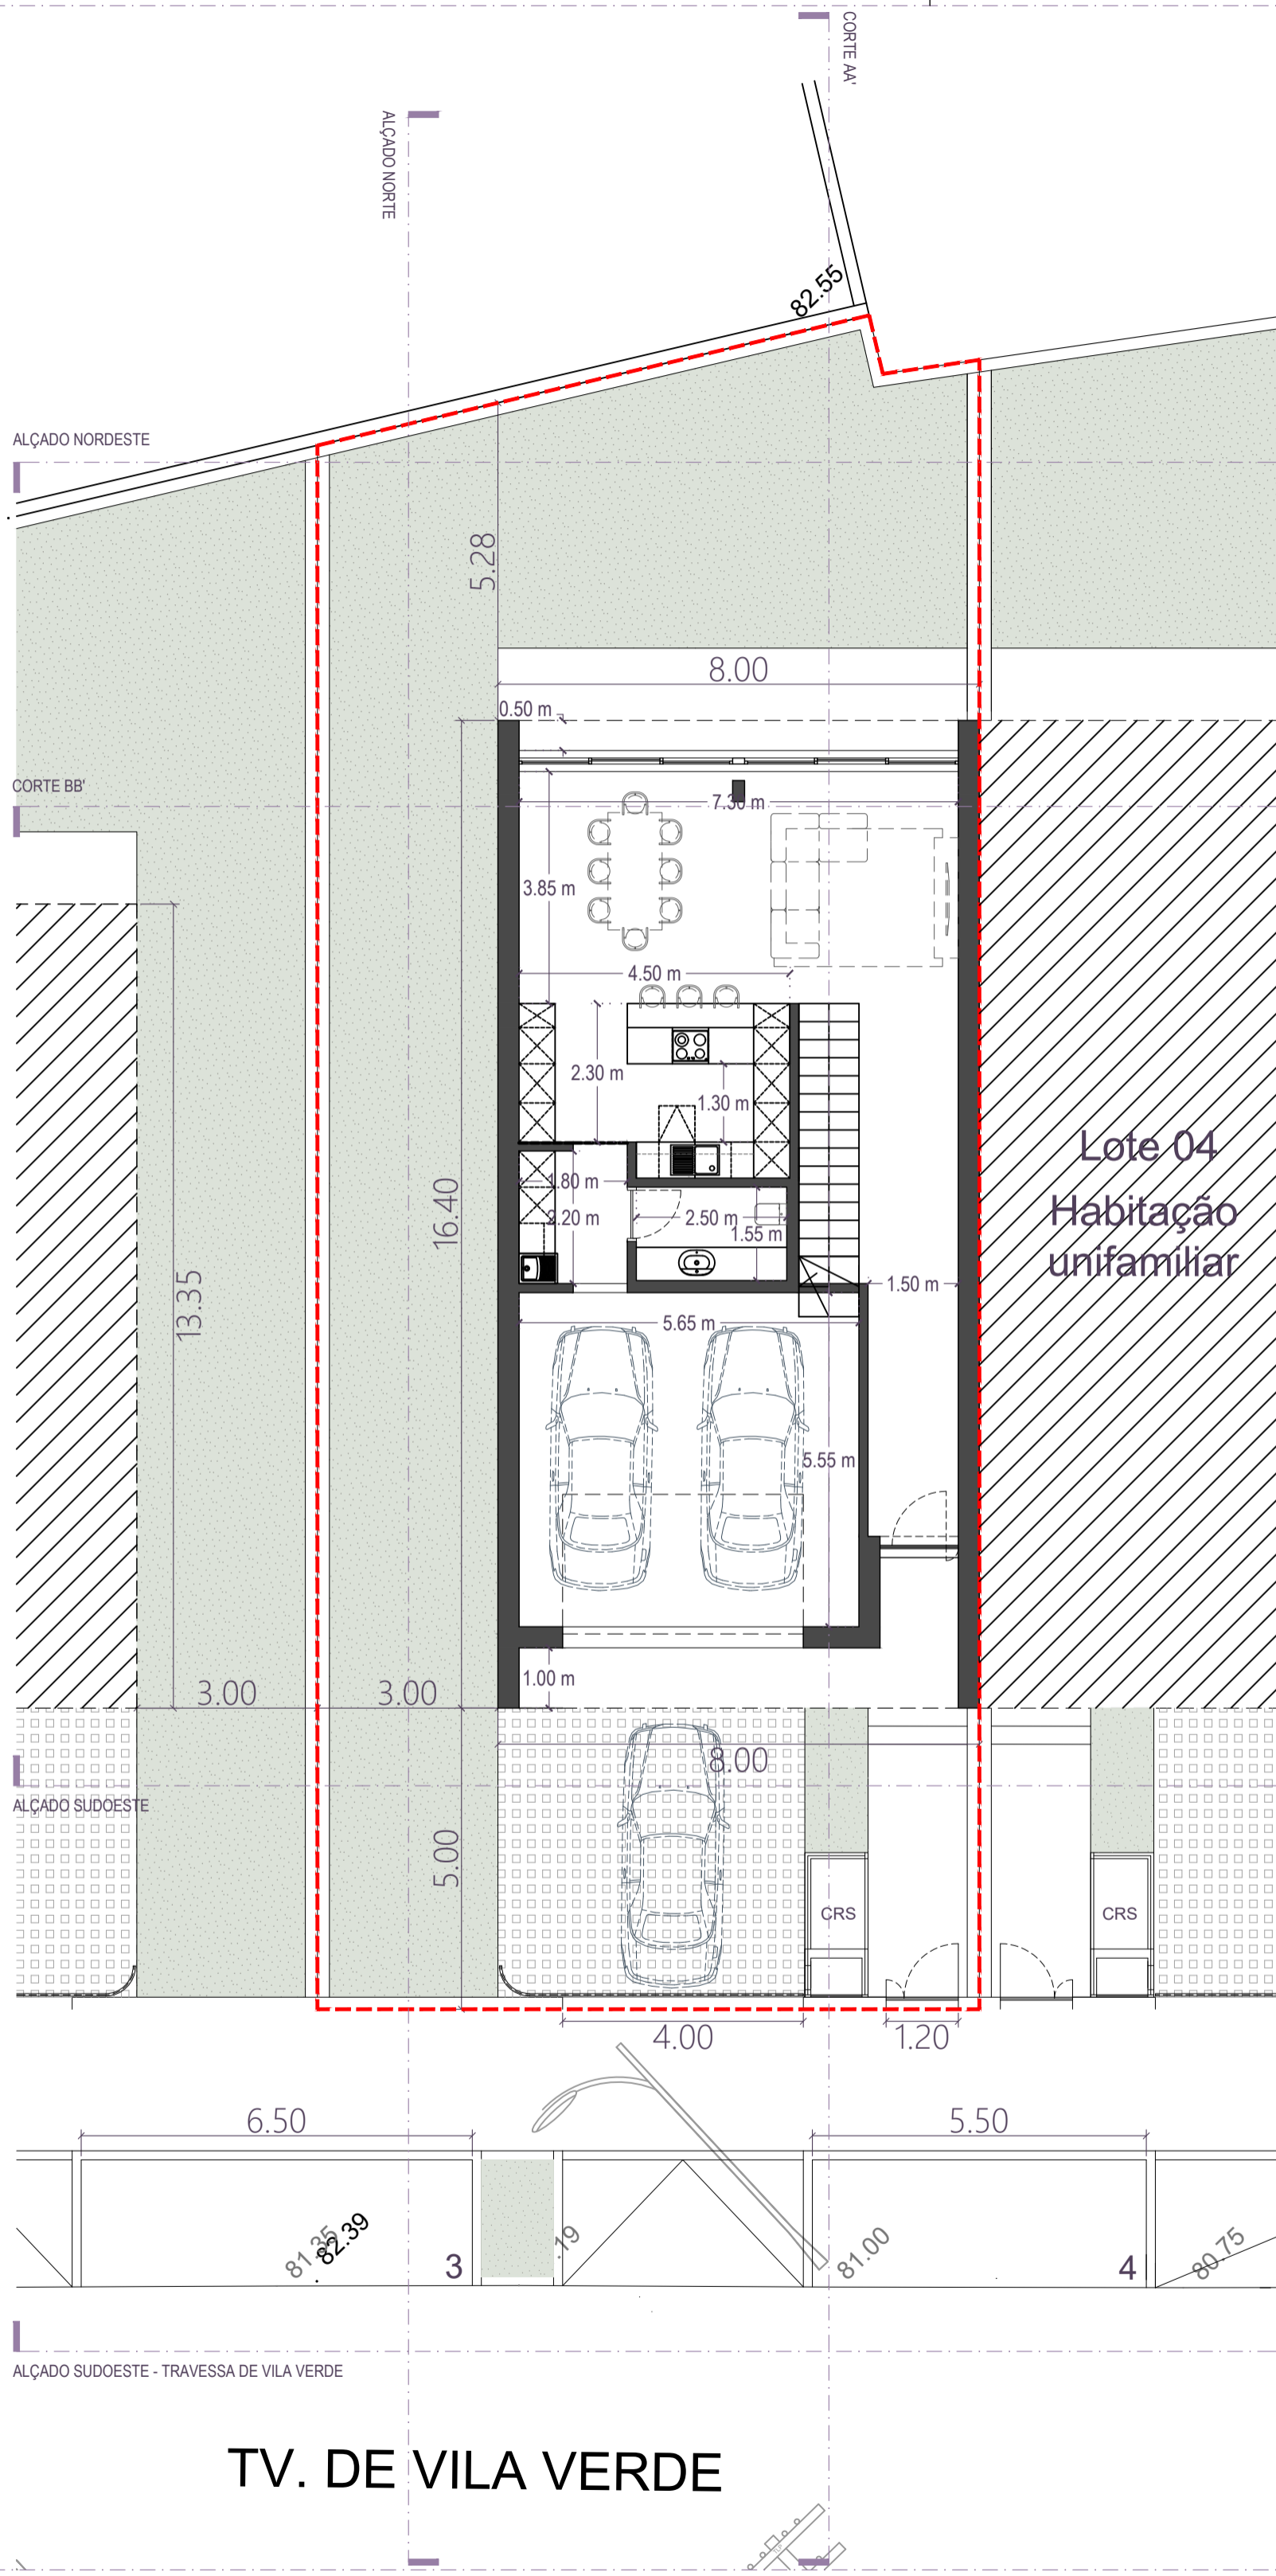 CORTE AA'
ALÇADO NORTE
82.55
ALÇADO NORDESTE
5.28
8.00
0.50 m
CORTE BB'
7.30 m
3.85 m
4.50 m
2.30 m
1.30 m
Lote 04
Habitação
unifamiliar
1.80 m
2.20 m
2.50 m
1.55 m
16.40
13.35
1.50 m
5.65 m
5.55 m
1.00 m
3.00
3.00
8.00
ALÇADO SUDOESTE
5.00
CRS
CRS
4.00
1.20
6.50
5.50
81.35
82.39
3
.19
81.00
4
80.75
ALÇADO SUDOESTE - TRAVESSA DE VILA VERDE
TV. DE VILA VERDE